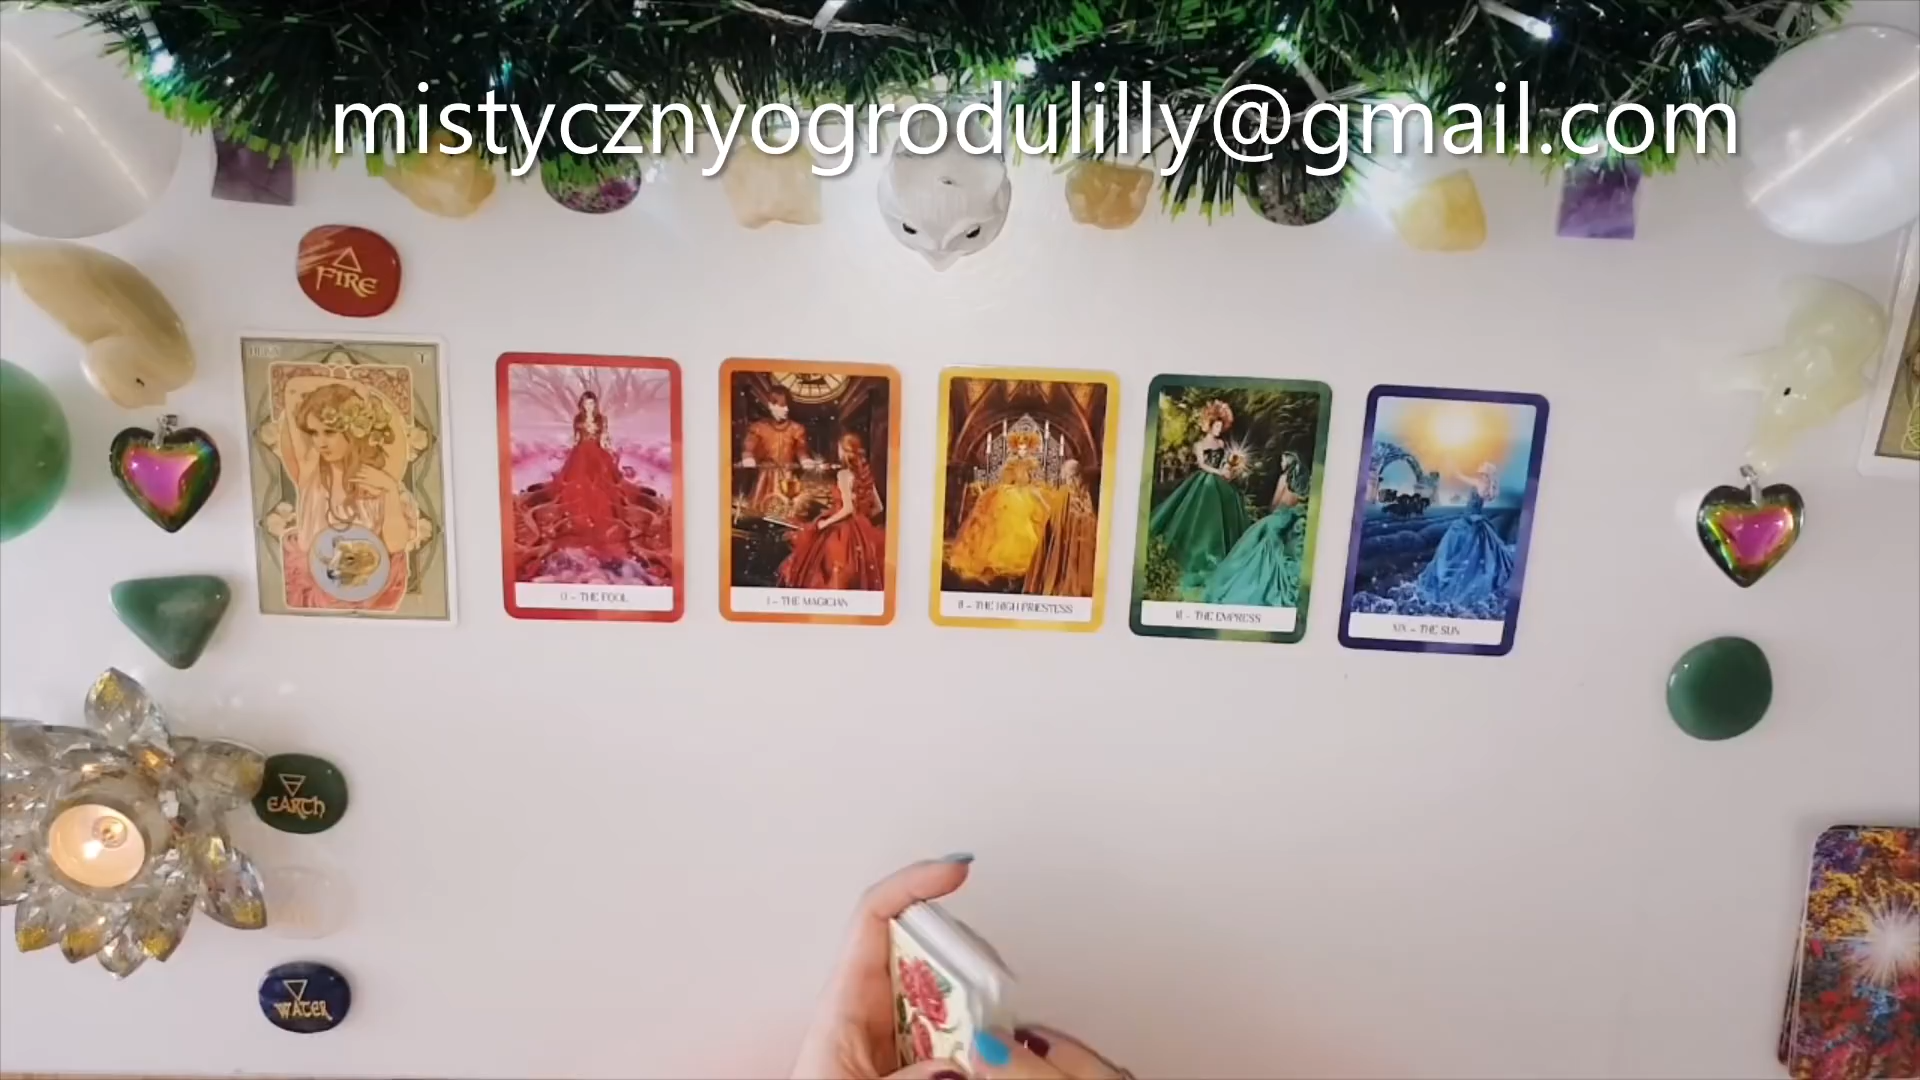 mistycznyogrodulilly@gmail.com
FIRE
0 - THE FOOL
I - THE MAGICIAN
II - THE HIGH PRIESTESS
III - THE EMPRESS
XIX - THE SUN
EARTH
WATER